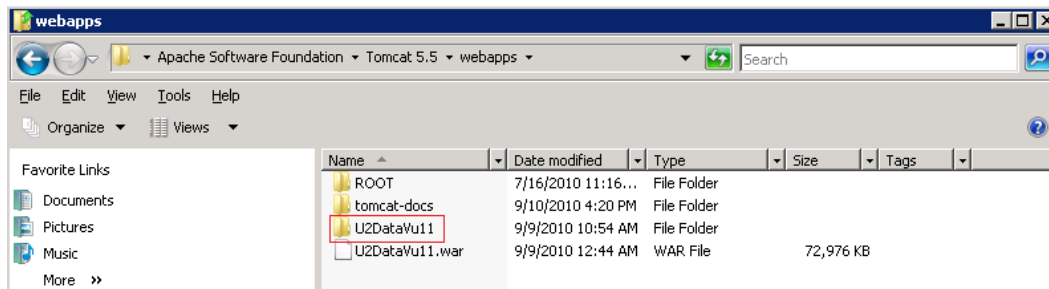 webapps
Apache Software Foundation Tomcat 5.5 webapps Search
File Edit View Tools Help
Organize Views
Favorite Links
Documents
Pictures
Music
More
Name Date modified Type Size Tags
ROOT 7/16/2010 11:16... File Folder
tomcat-docs 9/10/2010 4:20 PM File Folder
U2DataVu11 9/9/2010 10:54 AM File Folder
U2DataVu11.war 9/9/2010 12:44 AM WAR File 72,976 KB